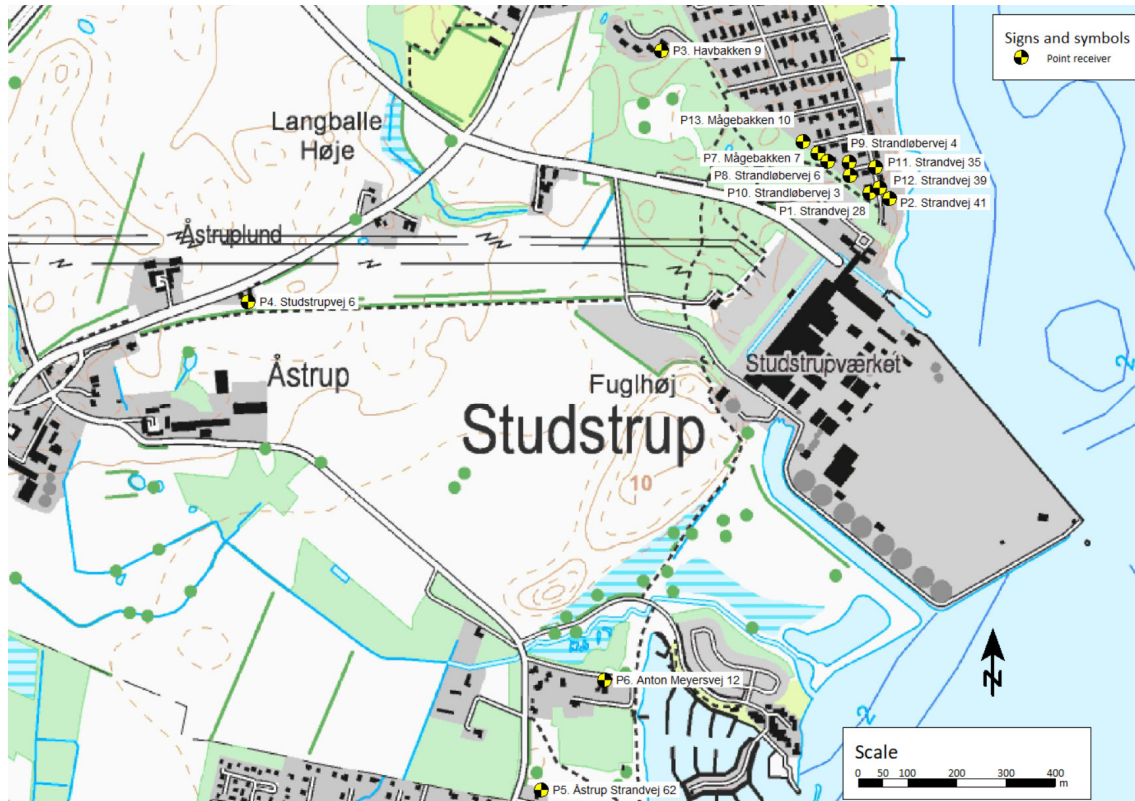 Signs and symbols
Point receiver
P3. Havbakken 9
Langballe
Høje
P13. Mågebakken 10
P9. Strandløbervej 4
P7. Mågebakken 7
P11. Strandvej 35
P8. Strandløbervej 6
P12. Strandvej 39
P10. Strandløbervej 3
P2. Strandvej 41
P1. Strandvej 28
Åstruplund
P4. Studstrupvej 6
Studstrupværket
Åstrup
Fuglhøj
Studstrup
2
10
N
P6. Anton Meyersvej 12
2
Scale
0 50 100 200 300 400
m
P5. Åstrup Strandvej 62